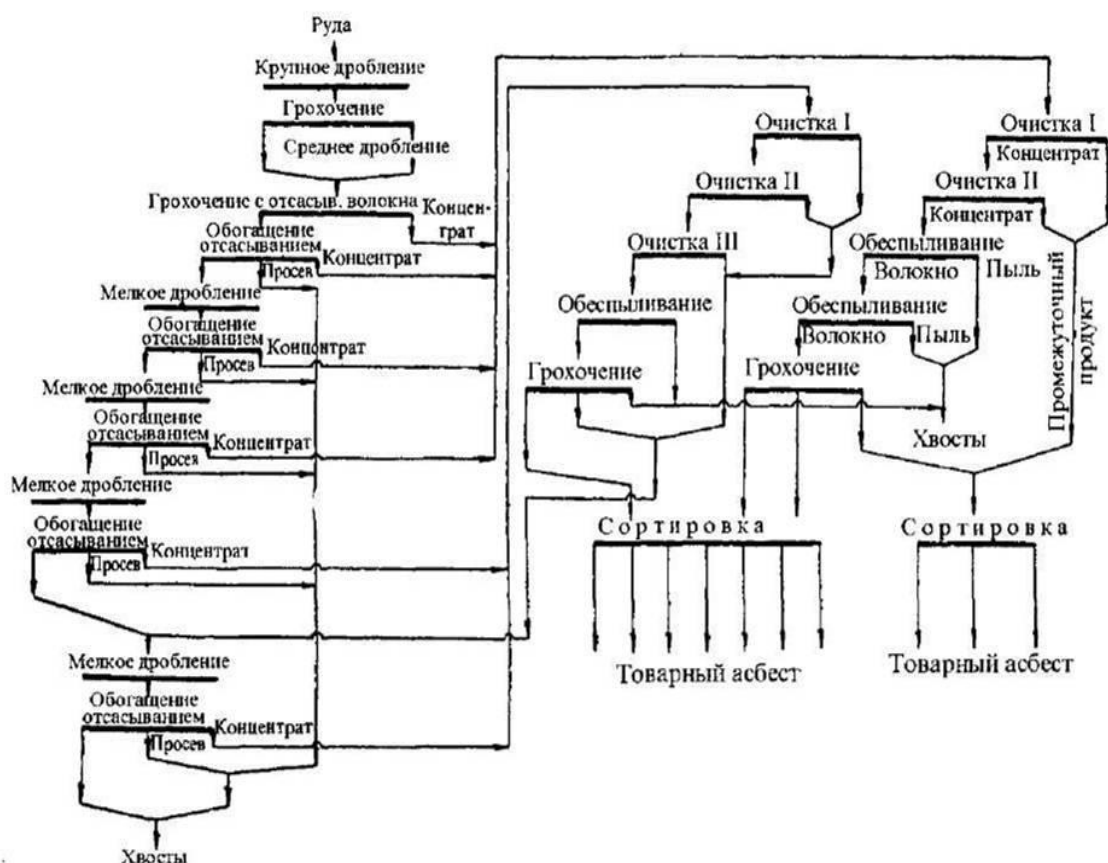 Руда
Крупное дробление
Грохочение
Среднее дробление
Грохочение с отсасыв. волокна
Концен-
трат
Обогащение
отсасыванием
Концентрат
Просев
Мелкое дробление
Обогащение
отсасыванием
Концентрат
Просев
Мелкое дробление
Обогащение
отсасыванием
Концентрат
Просев
Мелкое дробление
Обогащение
отсасыванием
Концентрат
Просев
Мелкое дробление
Обогащение
отсасыванием
Концентрат
Просев
Хвосты
Очистка I
Очистка II
Очистка III
Обеспыливание
Грохочение
Очистка I
Концентрат
Очистка II
Концентрат
Обеспыливание
Волокно
Пыль
Обеспыливание
Волокно
Пыль
Грохочение
Промежуточный
продукт
Хвосты
Сортировка
Товарный асбест
Сортировка
Товарный асбест